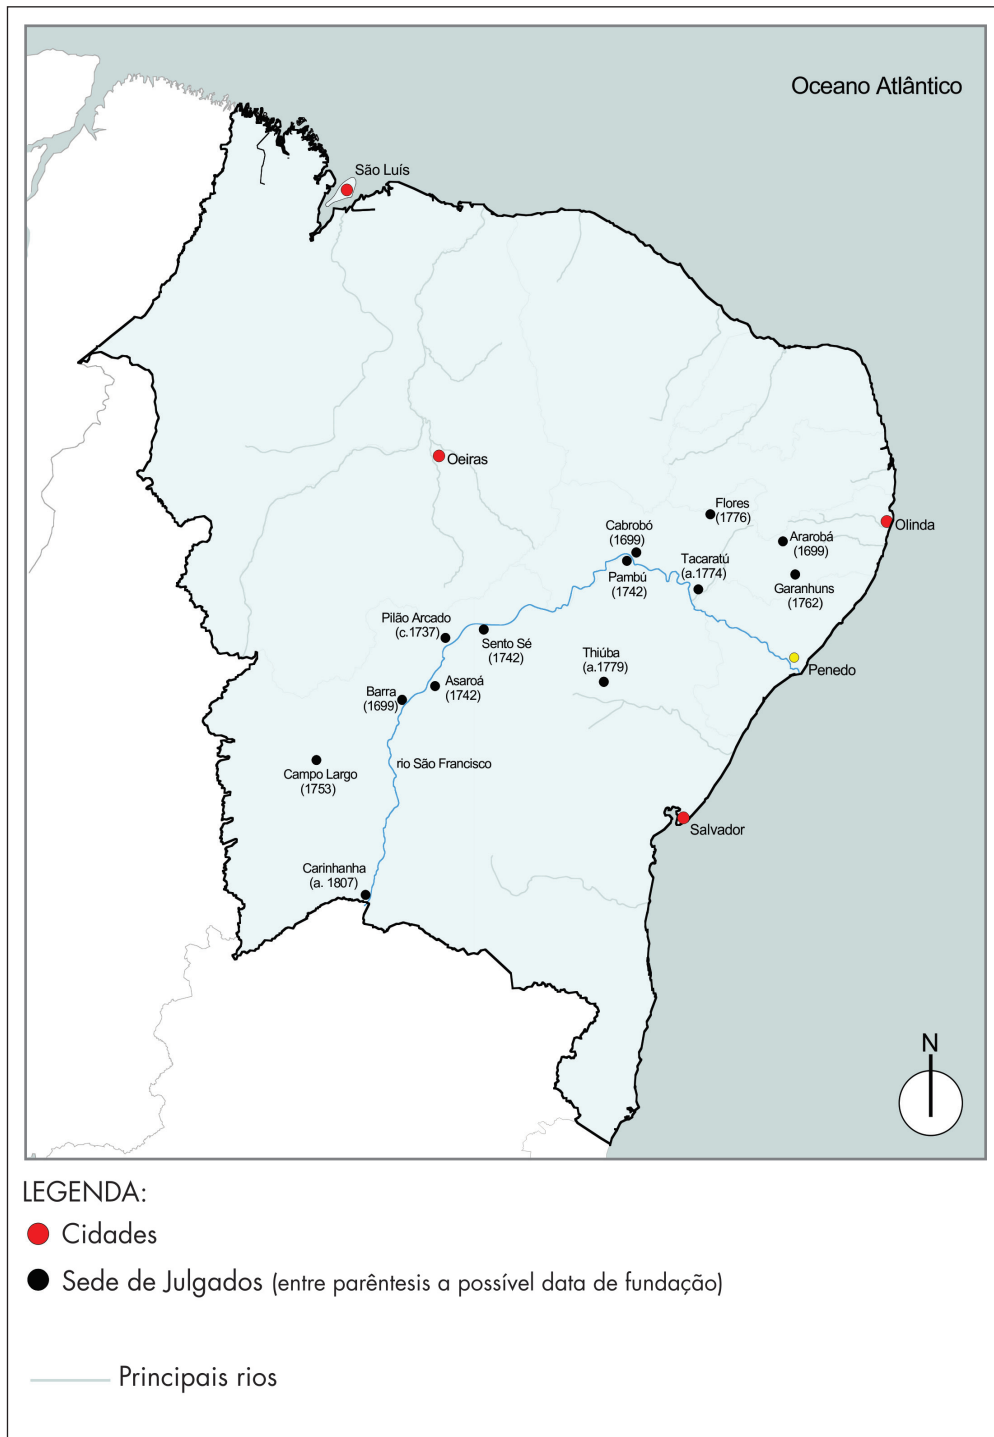 Oceano Atlântico
São Luís
Oeiras
Flores
(1776)
Olinda
Cabrobó
(1699)
Ararobá
(1699)
Pambú
(1742)
Tacaratú
(a.1774)
Garanhuns
(1762)
Pilão Arcado
(c.1737)
Sento Sé
(1742)
Thiúba
(a.1779)
Penedo
Asaroá
(1742)
Barra
(1699)
rio São Francisco
Campo Largo
(1753)
Salvador
Carinhanha
(a. 1807)
N
LEGENDA:
Cidades
Sede de Julgados (entre parêntesis a possível data de fundação)
Principais rios